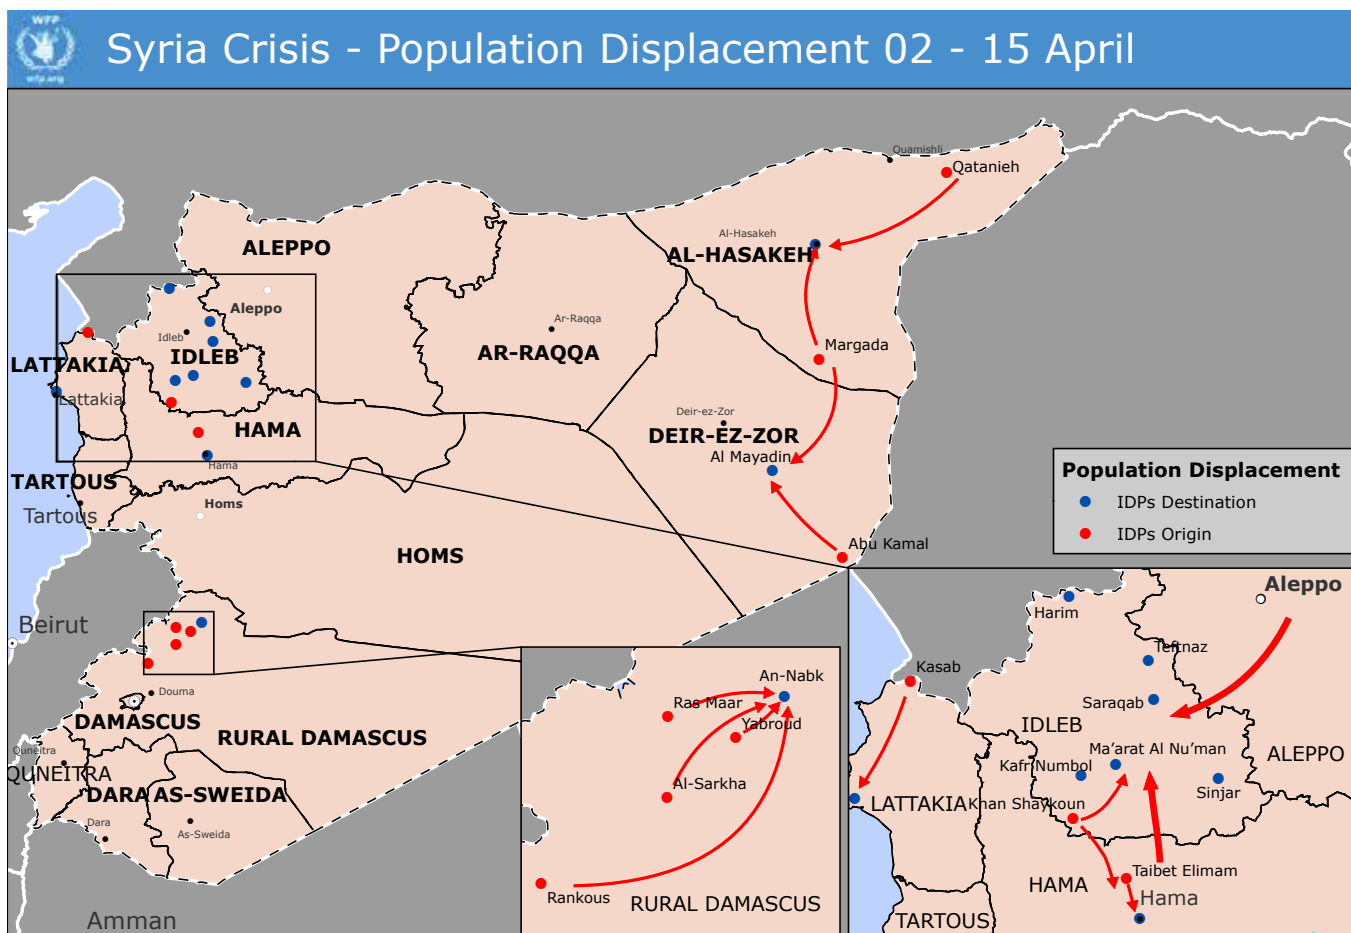 WFP
wfp.org
Syria Crisis - Population Displacement 02 - 15 April
Quamishli
Qatanieh
Al-Hasakeh
AL-HASAKEH
ALEPPO
Aleppo
Idleb
IDLEB
Ar-Raqqa
AR-RAQQA
LATTAKIA
Lattakia
Margada
Deir-ez-Zor
DEIR-EZ-ZOR
Al Mayadin
HAMA
Hama
TARTOUS
Tartous
Homs
HOMS
Abu Kamal
Population Displacement
IDPs Destination
IDPs Origin
Beirut
Douma
DAMASCUS
RURAL DAMASCUS
Quneitra
QUNEITRA
DARA
AS-SWEIDA
Dara
As-Sweida
Amman
An-Nabk
Ras Maar
Yabroud
Al-Sarkha
Rankous
RURAL DAMASCUS
Aleppo
Harim
Teftnaz
Kasab
Saraqab
IDLEB
Ma'arat Al Nu'man
ALEPPO
Kafr Numbol
Sinjar
LATTAKIA
Khan Shaykoun
Taibet Elimam
HAMA
Hama
TARTOUS